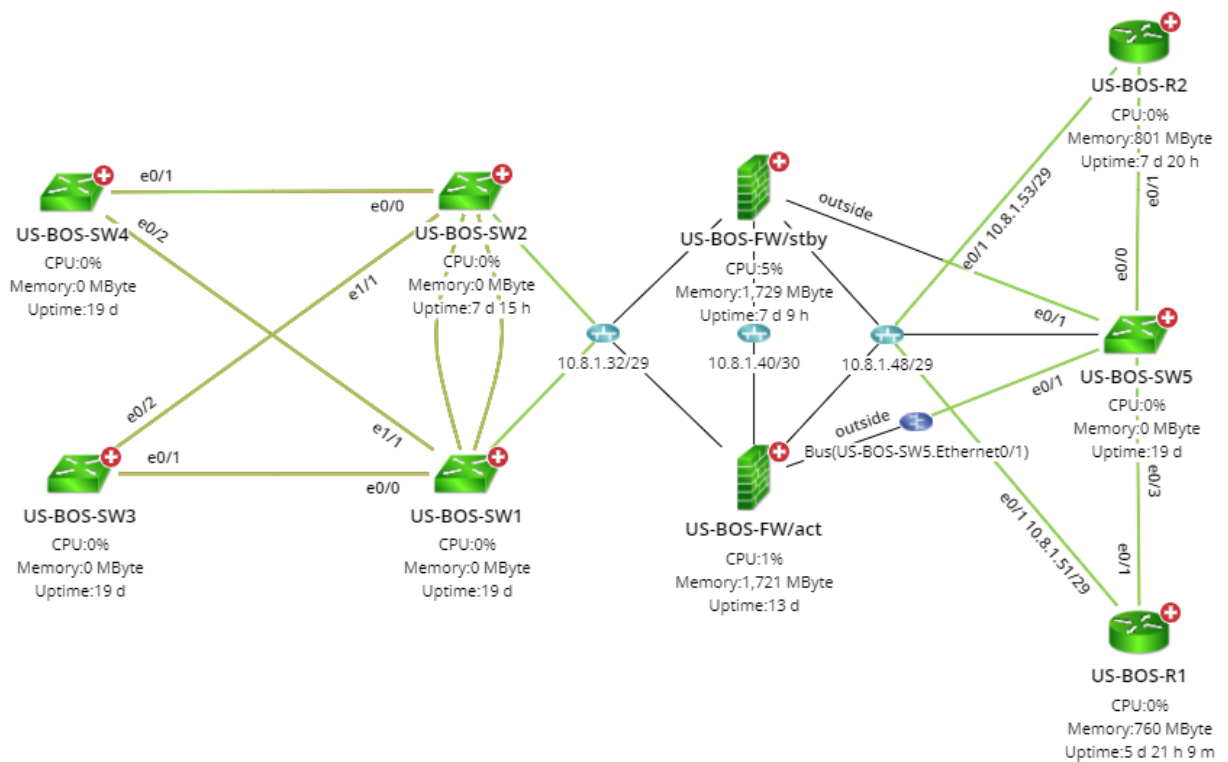 US-BOS-R2
CPU:0%
Memory:801 MByte
Uptime:7 d 20 h
e0/1
e0/0
US-BOS-SW4
CPU:0%
Memory:0 MByte
Uptime:19 d
e0/2
US-BOS-SW2
CPU:0%
Memory:0 MByte
Uptime:7 d 15 h
e1/1
outside
US-BOS-FW/stby
CPU:5%
Memory:1,729 MByte
Uptime:7 d 9 h
e0/1 10.8.1.53/29
e0/1
0/0
e0/1
10.8.1.32/29
10.8.1.40/30
10.8.1.48/29
US-BOS-SW5
CPU:0%
Memory:0 MByte
Uptime:19 d
e0/1
outside
Bus(US-BOS-SW5.Ethernet0/1)
e0/2
e1/1
e0/1
e0/0
US-BOS-SW3
CPU:0%
Memory:0 MByte
Uptime:19 d
US-BOS-SW1
CPU:0%
Memory:0 MByte
Uptime:19 d
US-BOS-FW/act
CPU:1%
Memory:1,721 MByte
Uptime:13 d
e0/3
e0/1 10.8.1.51/29
e0/1
US-BOS-R1
CPU:0%
Memory:760 MByte
Uptime:5 d 21 h 9 m